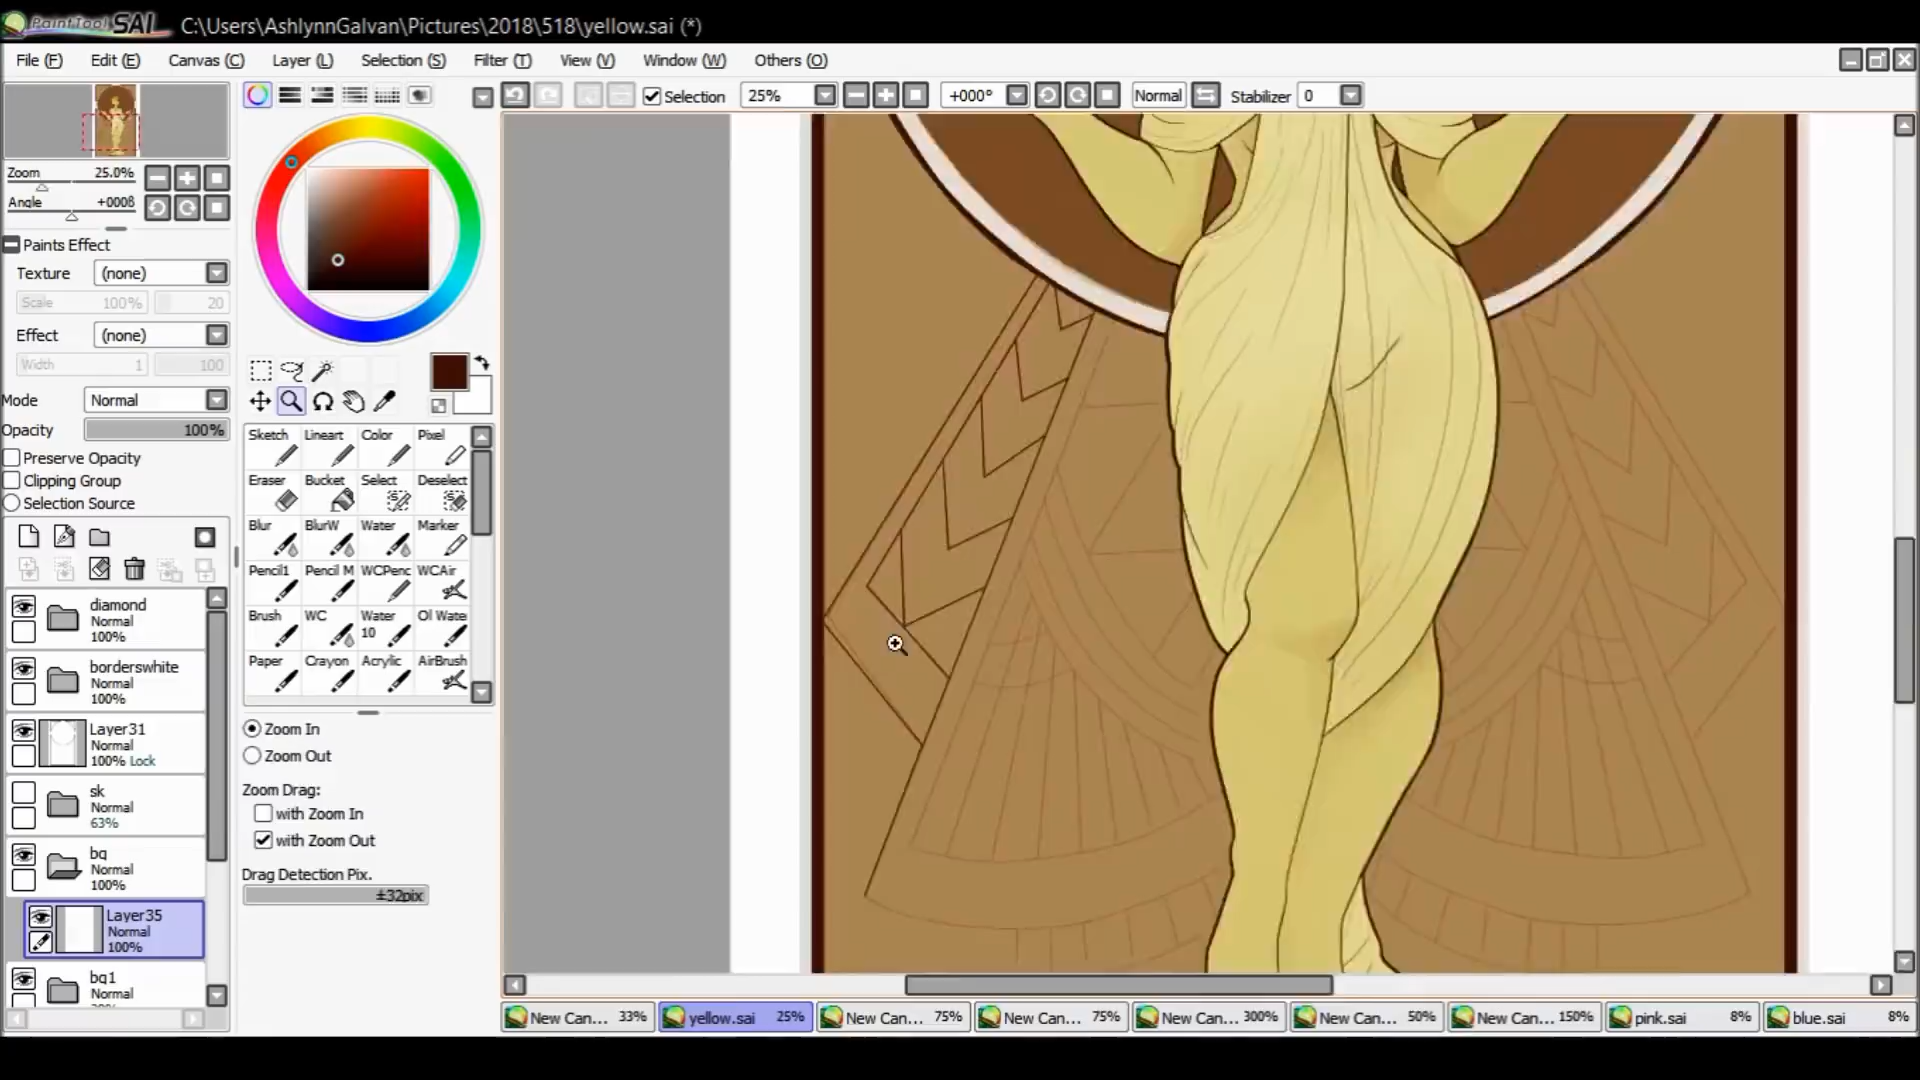 PaintTool SAI C:\Users\AshlynnGalvan\Pictures\2018\518\yellow.sai (*)
File (F) Edit (E) Canvas (C) Layer (L) Selection (S) Filter (T) View (V) Window (W) Others (O)
Selection 25% +000° Normal Stabilizer 0
Zoom 25.0%
Angle +000ß
Paints Effect
Texture (none)
Scale 100% 20
Effect (none)
Width 1 100
Mode Normal
Opacity 100%
Preserve Opacity
Clipping Group
Selection Source
diamond
Normal
100%
borderswhite
Normal
100%
Layer31
Normal
100% Lock
sk
Normal
63%
bg
Normal
100%
Layer35
Normal
100%
bg1
Normal
Sketch Lineart Color Pixel
Eraser Bucket Select Deselect
Blur BlurW Water Marker
Pencil1 Pencil M WCPenc WCAir
Brush WC Water 10 Ol Wate
Paper Crayon Acrylic AirBrush
Zoom In
Zoom Out
Zoom Drag:
with Zoom In
with Zoom Out
Drag Detection Pix.
±32pix
New Can... 33% yellow.sai 25% New Can... 75% New Can... 75% New Can... 300% New Can... 50% New Can... 150% pink.sai 8% blue.sai 8%